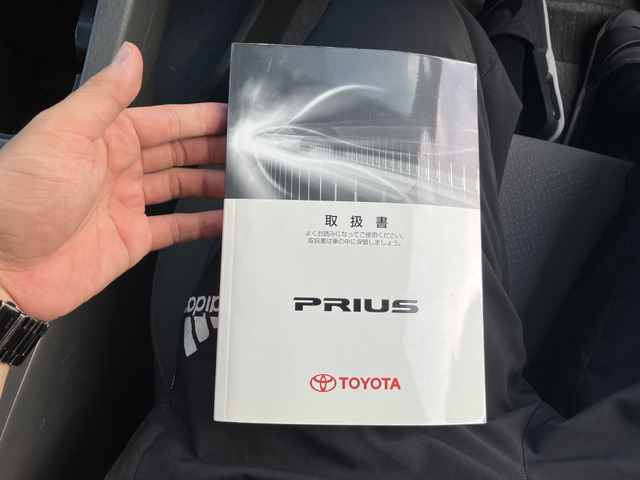 取扱書
よくお読みになってご使用ください。
取扱書は車の中に保管しましょう。
PRIUS
TOYOTA
adidas